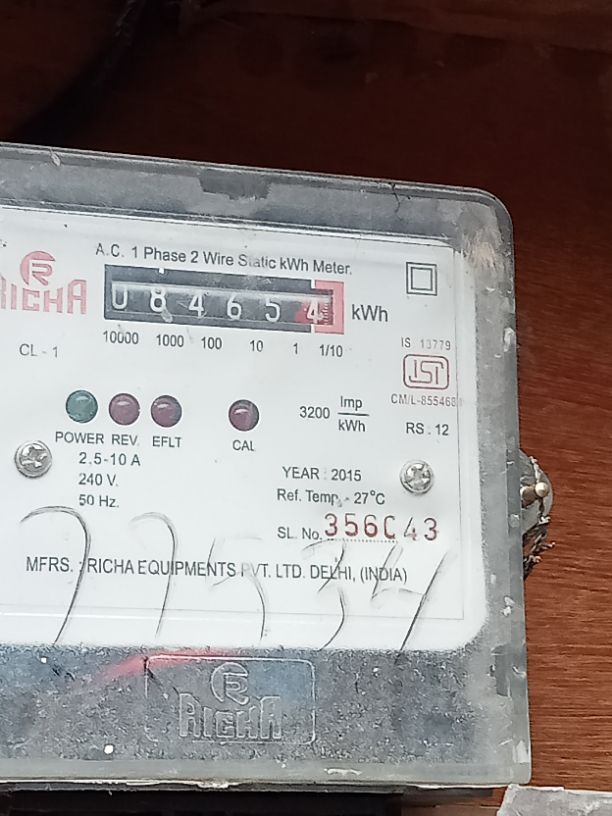 A.C. 1 Phase 2 Wire Static kWh Meter.
RICHA
0 8 4 6 5 4 kWh
10000 1000 100 10 1 1/10
CL - 1
IS 13779
ISI
CM/L-855468
3200 Imp/kWh
RS. 12
POWER REV. EFLT CAL
2.5-10 A
240 V.
50 Hz.
YEAR : 2015
Ref. Temp. - 27°C
SL. No. 356C43
MFRS. : RICHA EQUIPMENTS PVT. LTD. DELHI, (INDIA)
77534
R
RICHA